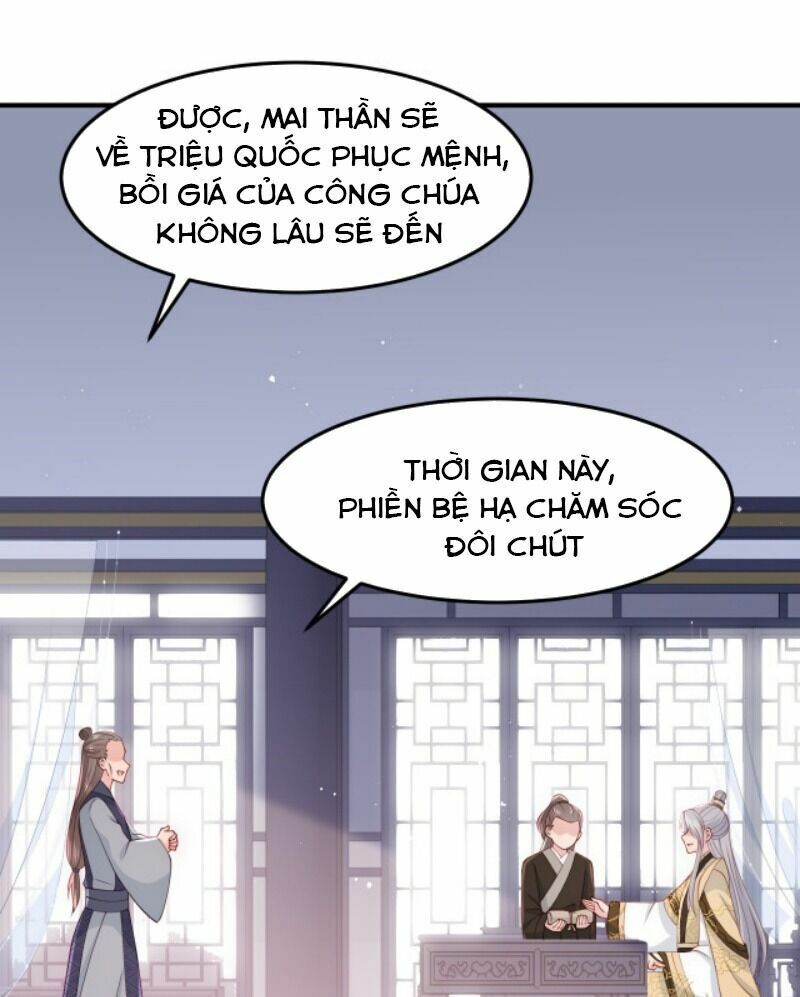 ĐƯỢC, MAI THẦN SẼ
VỀ TRIỆU QUỐC PHỤC MỆNH,
BỒI GIÁ CỦA CÔNG CHÚA
KHÔNG LÂU SẼ ĐẾN
THỜI GIAN NÀY,
PHIỀN BỆ HẠ CHĂM SÓC
ĐÔI CHÚT